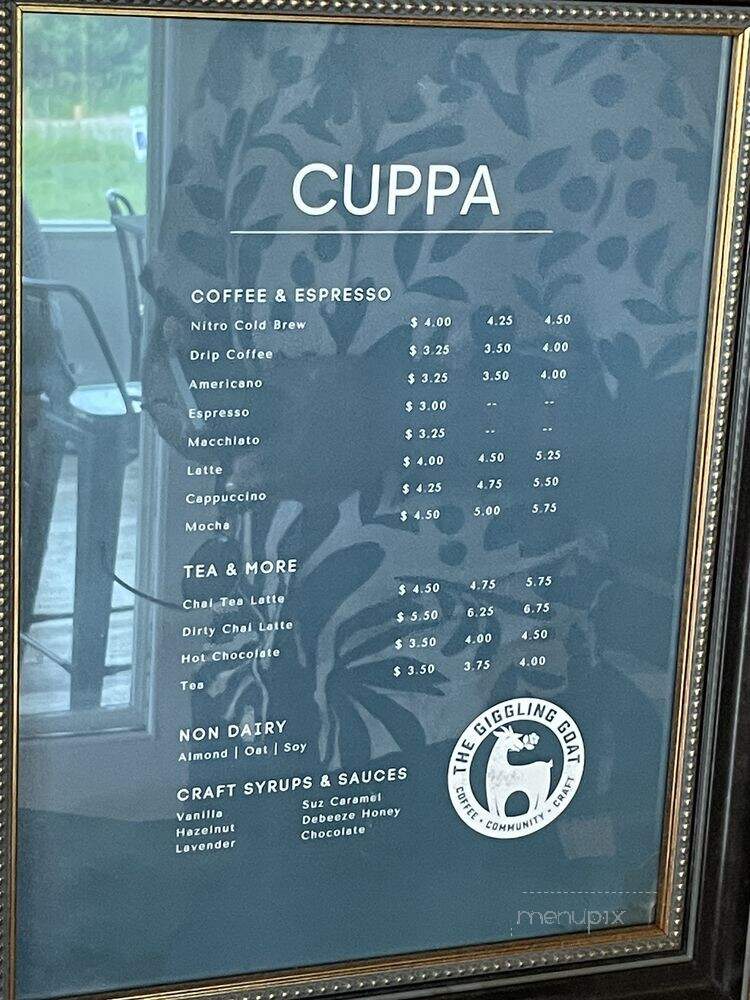 CUPPA
COFFEE & ESPRESSO
Nitro Cold Brew $ 4.00 4.25 4.50
Drip Coffee $ 3.25 3.50 4.00
Americano $ 3.25 3.50 4.00
Espresso $ 3.00 -- --
Macchiato $ 3.25 -- --
Latte $ 4.00 4.50 5.25
Cappuccino $ 4.25 4.75 5.50
Mocha $ 4.50 5.00 5.75
TEA & MORE
Chai Tea Latte $ 4.50 4.75 5.75
Dirty Chai Latte $ 5.50 6.25 6.75
Hot Chocolate $ 3.50 4.00 4.50
Tea $ 3.50 3.75 4.00
NON DAIRY
Almond | Oat | Soy
CRAFT SYRUPS & SAUCES
Vanilla Suz Caramel
Hazelnut Debeeze Honey
Lavender Chocolate
THE GIGGLING GOAT
COFFEE • COMMUNITY • CRAFT
menupix